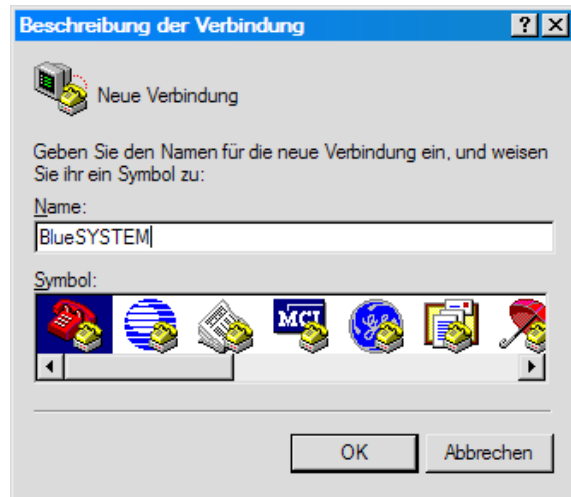 Beschreibung der Verbindung
Neue Verbindung
Geben Sie den Namen für die neue Verbindung ein, und weisen
Sie ihr ein Symbol zu:
Name:
BlueSYSTEM
Symbol:
MCI
OK
Abbrechen